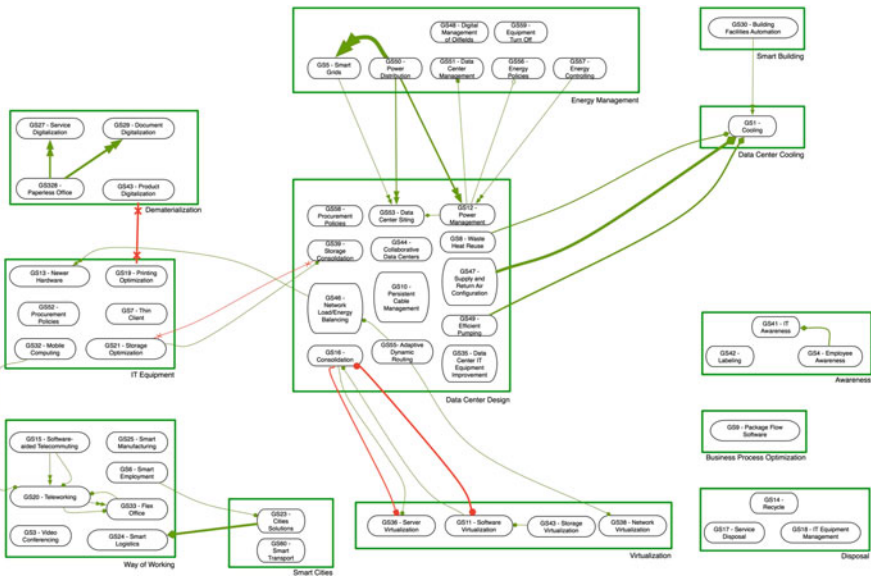 GS48 - Digital
Management
of Oilfields
GS59 -
Equipment
Turn Off
GS5 - Smart
Grids
GS50 -
Power
Distribution
GS51 - Data
Center
Management
GS56 -
Energy
Policies
GS57 -
Energy
Controlling
Energy Management
GS30 - Building
Facilities Automation
Smart Building
GS1 -
Cooling
Data Center Cooling
GS27 - Service
Digitalization
GS29 - Document
Digitalization
GS328 -
Paperless Office
GS43 - Product
Digitalization
Dematerialization
GS58 -
Procurement
Policies
GS53 - Data
Center Siting
GS12 -
Power
Management
GS39 -
Storage
Consolidation
GS44 -
Collaborative
Data Centers
GS8 - Waste
Heat Reuse
GS47 -
Supply and
Return Air
Configuration
GS10 -
Persistent
Cable
Management
GS46 -
Network
Load/Energy
Balancing
GS49 -
Efficient
Pumping
GS16 -
Consolidation
GS55- Adaptive
Dynamic
Routing
GS35 - Data
Center IT
Equipment
Improvement
Data Center Design
GS13 - Newer
Hardware
GS19 - Printing
Optimization
GS52 -
Procurement
Policies
GS7 - Thin
Client
GS32 - Mobile
Computing
GS21 - Storage
Optimization
IT Equipment
GS41 - IT
Awareness
GS42 -
Labeling
GS4 - Employee
Awareness
Awareness
GS9 - Package Flow
Software
Business Process Optimization
GS15 - Software-
aided Telecommuting
GS25 - Smart
Manufacturing
GS6 - Smart
Employment
GS20 - Teleworking
GS33 - Flex
Office
GS3 - Video
Conferencing
GS24 - Smart
Logistics
Way of Working
GS23 -
Cities
Solutions
GS60 -
Smart
Transport
Smart Cities
GS36 - Server
Virtualization
GS11 - Software
Virtualization
GS43 - Storage
Virtualization
GS38 - Network
Virtualization
Virtualization
GS14 -
Recycle
GS17 - Service
Disposal
GS18 - IT Equipment
Management
Disposal